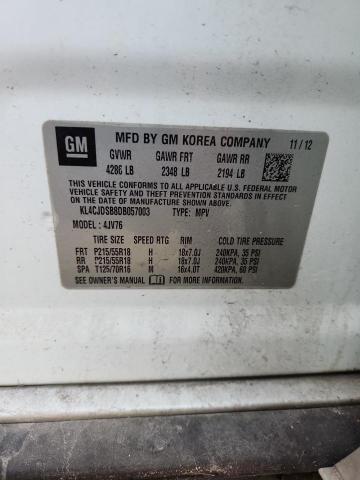 GM
MFD BY GM KOREA COMPANY 11/12
GVWR GAWR FRT GAWR RR
4286 LB 2348 LB 2194 LB
THIS VEHICLE CONFORMS TO ALL APPLICABLE U.S. FEDERAL MOTOR
VEHICLE SAFETY AND THEFT PREVENTION STANDARDS IN EFFECT ON
THE DATE OF MANUFACTURE SHOWN ABOVE.
KL4CJDSB8DB057003 TYPE: MPV
MODEL: 4JV76
TIRE SIZE SPEED RTG RIM COLD TIRE PRESSURE
FRT P215/55R18 H 18x7.0J 240KPA, 35 PSI
RR P215/55R18 H 18x7.0J 240KPA, 35 PSI
SPA T125/70R16 M 16x4.0T 420KPA, 60 PSI
SEE OWNER'S MANUAL FOR MORE INFORMATION.